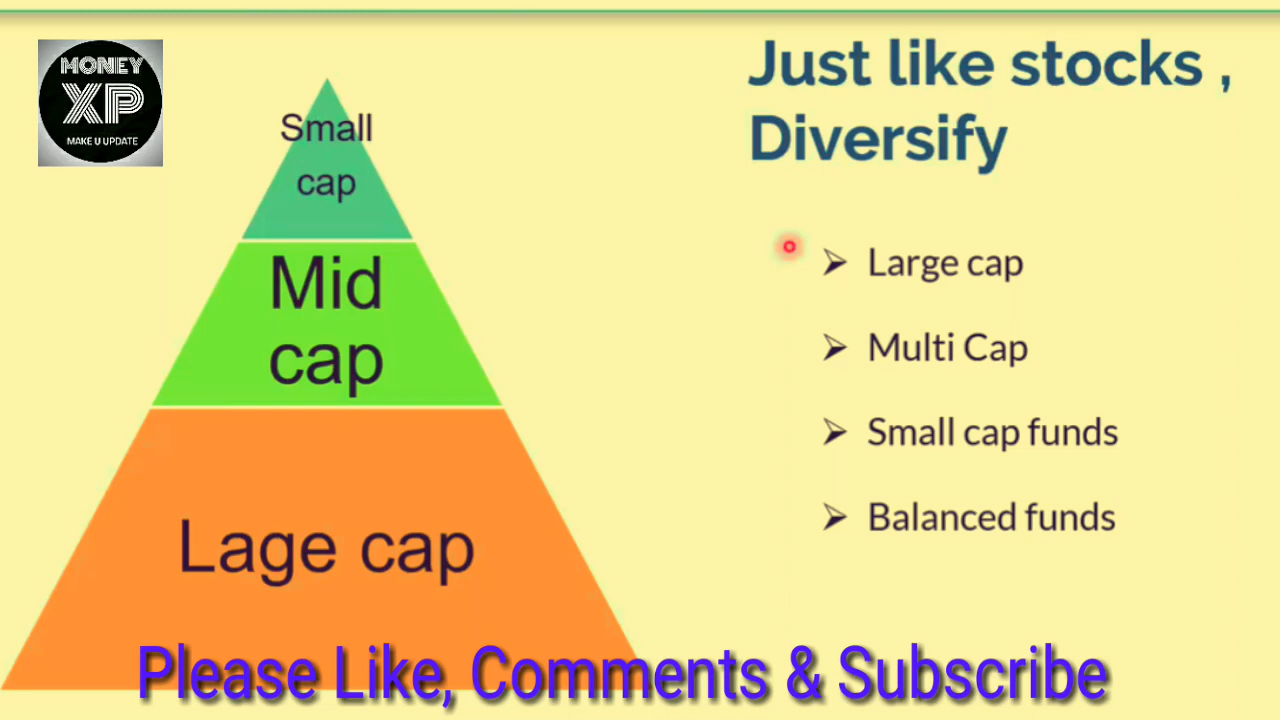 MONEY
XP
MAKE U UPDATE
Small
cap
Mid
cap
Lage cap
Just like stocks ,
Diversify
➢ Large cap
➢ Multi Cap
➢ Small cap funds
➢ Balanced funds
Please Like, Comments & Subscribe